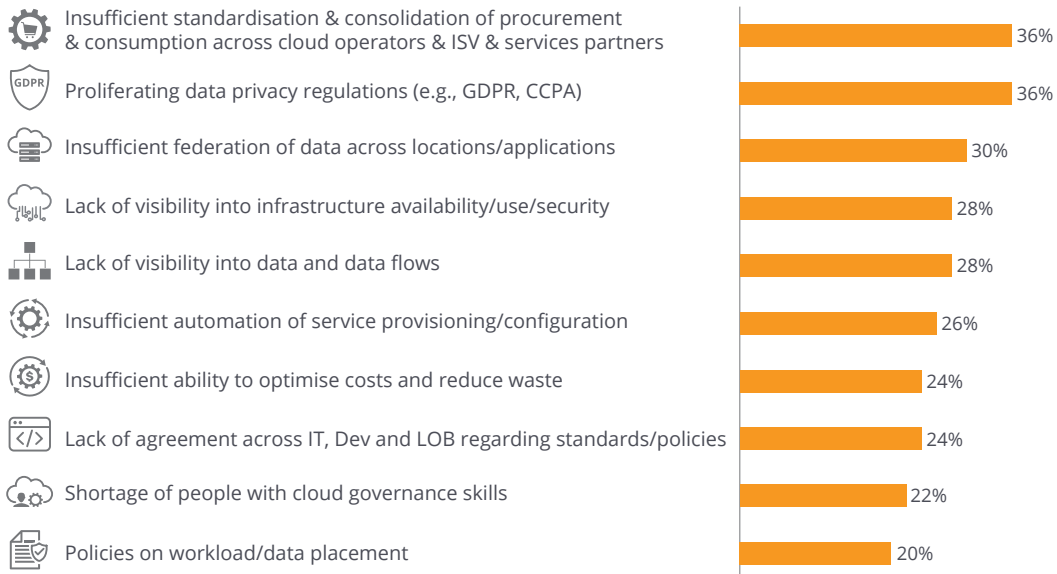 Insufficient standardisation & consolidation of procurement
& consumption across cloud operators & ISV & services partners
36%
GDPR
Proliferating data privacy regulations (e.g., GDPR, CCPA)
36%
Insufficient federation of data across locations/applications
30%
Lack of visibility into infrastructure availability/use/security
28%
Lack of visibility into data and data flows
28%
Insufficient automation of service provisioning/configuration
26%
$
Insufficient ability to optimise costs and reduce waste
24%
</>
Lack of agreement across IT, Dev and LOB regarding standards/policies
24%
Shortage of people with cloud governance skills
22%
Policies on workload/data placement
20%